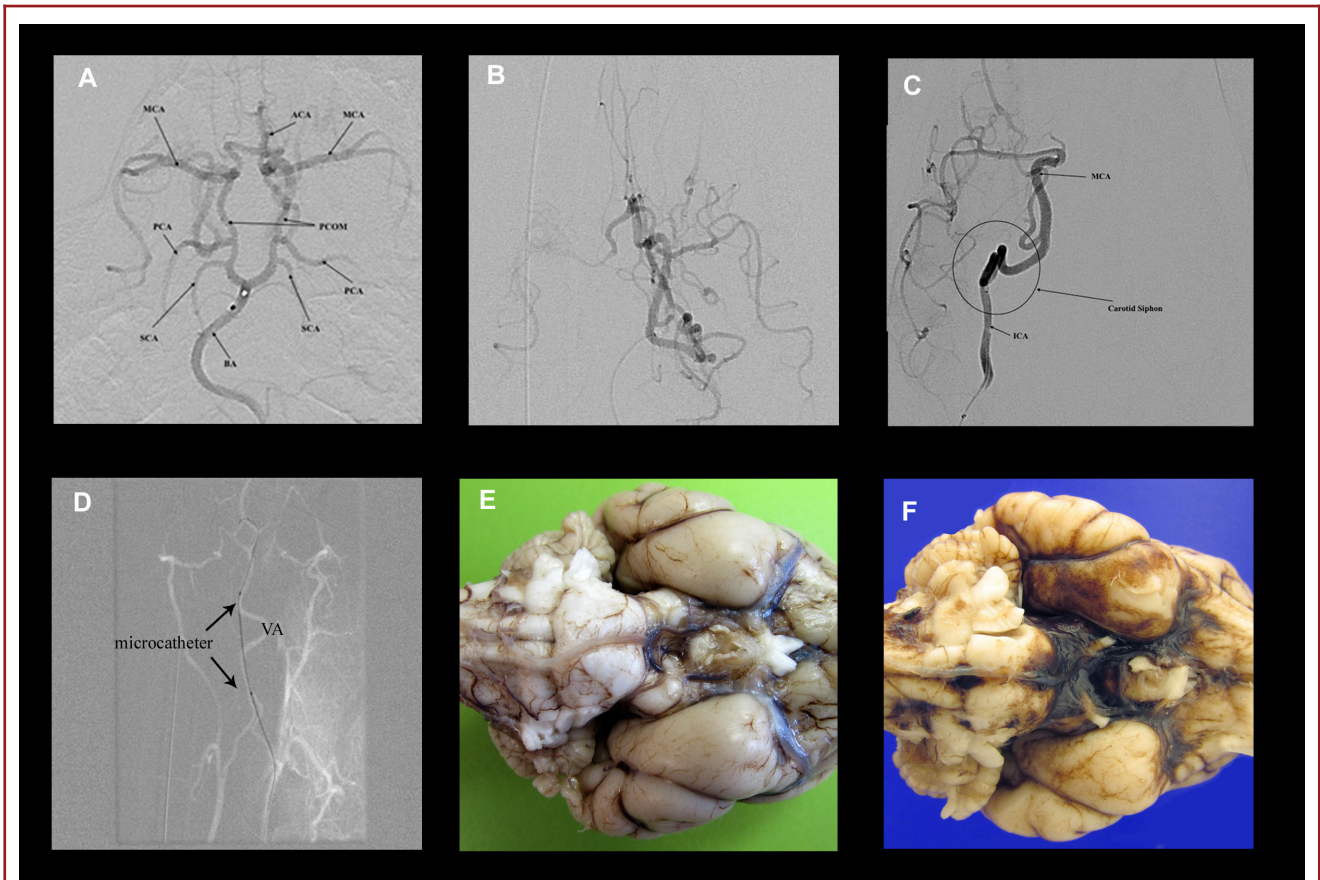 A
MCA
ACA
MCA
PCA
PCOM
PCA
SCA
SCA
BA
B
C
MCA
Carotid Siphon
ICA
D
microcatheter
VA
E
F